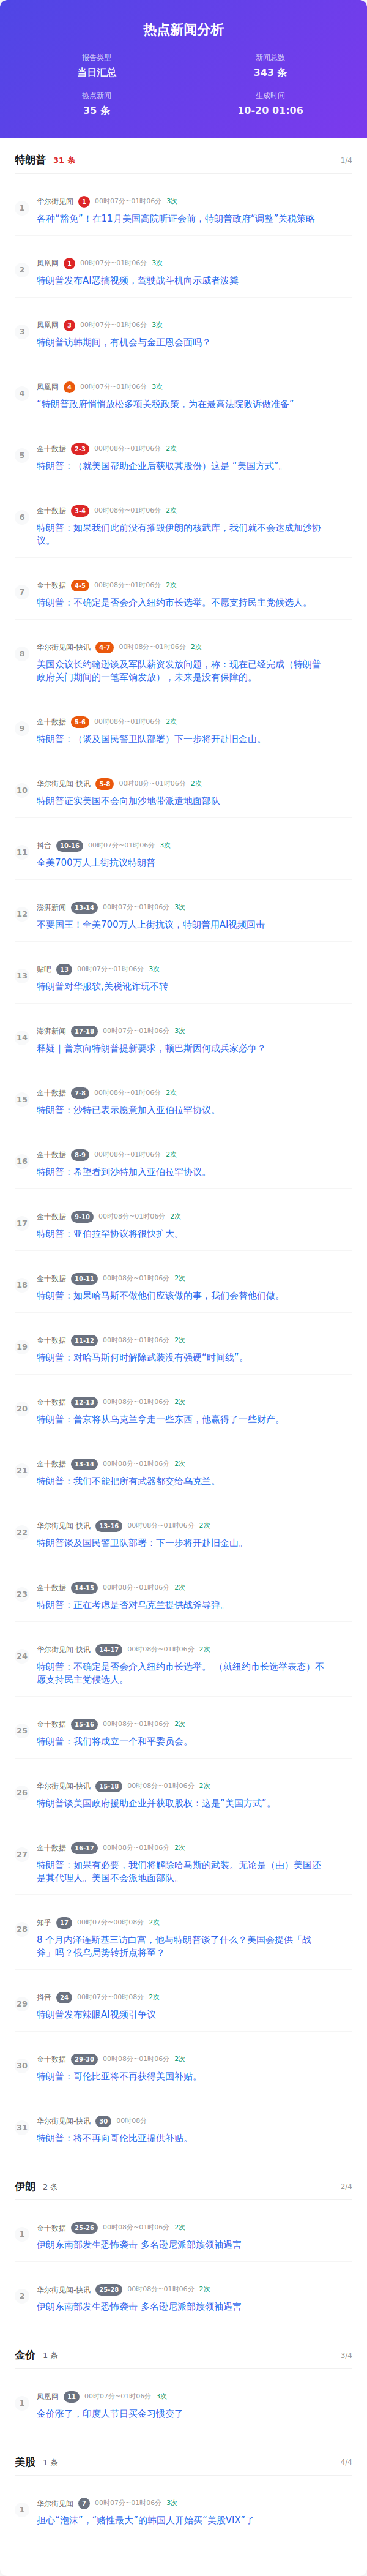 热点新闻分析
报告类型
当日汇总
新闻总数
343 条
热点新闻
35 条
生成时间
10-20 01:06
特朗普 31 条 1/4
1
华尔街见闻 1 00时07分~01时06分 3次
各种“豁免”！在11月美国高院听证会前，特朗普政府“调整”关税策略
2
凤凰网 1 00时07分~01时06分 3次
特朗普发布AI恶搞视频，驾驶战斗机向示威者泼粪
3
凤凰网 3 00时07分~01时06分 3次
特朗普访韩期间，有机会与金正恩会面吗？
4
凤凰网 4 00时07分~01时06分 3次
“特朗普政府悄悄放松多项关税政策，为在最高法院败诉做准备”
5
金十数据 2-3 00时08分~01时06分 2次
特朗普：（就美国帮助企业后获取其股份）这是 “美国方式”。
6
金十数据 3-4 00时08分~01时06分 2次
特朗普：如果我们此前没有摧毁伊朗的核武库，我们就不会达成加沙协
议。
7
金十数据 4-5 00时08分~01时06分 2次
特朗普：不确定是否会介入纽约市长选举。不愿支持民主党候选人。
8
华尔街见闻-快讯 4-7 00时08分~01时06分 2次
美国众议长约翰逊谈及军队薪资发放问题，称：现在已经完成（特朗普
政府关门期间的一笔军饷发放），未来是没有保障的。
9
金十数据 5-6 00时08分~01时06分 2次
特朗普：（谈及国民警卫队部署）下一步将开赴旧金山。
10
华尔街见闻-快讯 5-8 00时08分~01时06分 2次
特朗普证实美国不会向加沙地带派遣地面部队
11
抖音 10-16 00时07分~01时06分 3次
全美700万人上街抗议特朗普
12
澎湃新闻 13-14 00时07分~01时06分 3次
不要国王！全美700万人上街抗议，特朗普用AI视频回击
13
贴吧 13 00时07分~01时06分 3次
特朗普对华服软,关税讹诈玩不转
14
澎湃新闻 17-18 00时07分~01时06分 3次
释疑｜普京向特朗普提新要求，顿巴斯因何成兵家必争？
15
金十数据 7-8 00时08分~01时06分 2次
特朗普：沙特已表示愿意加入亚伯拉罕协议。
16
金十数据 8-9 00时08分~01时06分 2次
特朗普：希望看到沙特加入亚伯拉罕协议。
17
金十数据 9-10 00时08分~01时06分 2次
特朗普：亚伯拉罕协议将很快扩大。
18
金十数据 10-11 00时08分~01时06分 2次
特朗普：如果哈马斯不做他们应该做的事，我们会替他们做。
19
金十数据 11-12 00时08分~01时06分 2次
特朗普：对哈马斯何时解除武装没有强硬“时间线”。
20
金十数据 12-13 00时08分~01时06分 2次
特朗普：普京将从乌克兰拿走一些东西，他赢得了一些财产。
21
金十数据 13-14 00时08分~01时06分 2次
特朗普：我们不能把所有武器都交给乌克兰。
22
华尔街见闻-快讯 13-16 00时08分~01时06分 2次
特朗普谈及国民警卫队部署：下一步将开赴旧金山。
23
金十数据 14-15 00时08分~01时06分 2次
特朗普：正在考虑是否对乌克兰提供战斧导弹。
24
华尔街见闻-快讯 14-17 00时08分~01时06分 2次
特朗普：不确定是否会介入纽约市长选举。 （就纽约市长选举表态）不
愿支持民主党候选人。
25
金十数据 15-16 00时08分~01时06分 2次
特朗普：我们将成立一个和平委员会。
26
华尔街见闻-快讯 15-18 00时08分~01时06分 2次
特朗普谈美国政府援助企业并获取股权：这是”美国方式”。
27
金十数据 16-17 00时08分~01时06分 2次
特朗普：如果有必要，我们将解除哈马斯的武装。无论是（由）美国还
是其代理人。美国不会派地面部队。
28
知乎 17 00时07分~00时08分 2次
8 个月内泽连斯基三访白宫，他与特朗普谈了什么？美国会提供「战
斧」吗？俄乌局势转折点将至？
29
抖音 24 00时07分~00时08分 2次
特朗普发布辣眼AI视频引争议
30
金十数据 29-30 00时08分~01时06分 2次
特朗普：哥伦比亚将不再获得美国补贴。
31
华尔街见闻-快讯 30 00时08分
特朗普：将不再向哥伦比亚提供补贴。
伊朗 2 条 2/4
1
金十数据 25-26 00时08分~01时06分 2次
伊朗东南部发生恐怖袭击 多名逊尼派部族领袖遇害
2
华尔街见闻-快讯 25-28 00时08分~01时06分 2次
伊朗东南部发生恐怖袭击 多名逊尼派部族领袖遇害
金价 1 条 3/4
1
凤凰网 11 00时07分~01时06分 3次
金价涨了，印度人节日买金习惯变了
美股 1 条 4/4
1
华尔街见闻 7 00时07分~01时06分 3次
担心“泡沫”，“赌性最大”的韩国人开始买“美股VIX”了